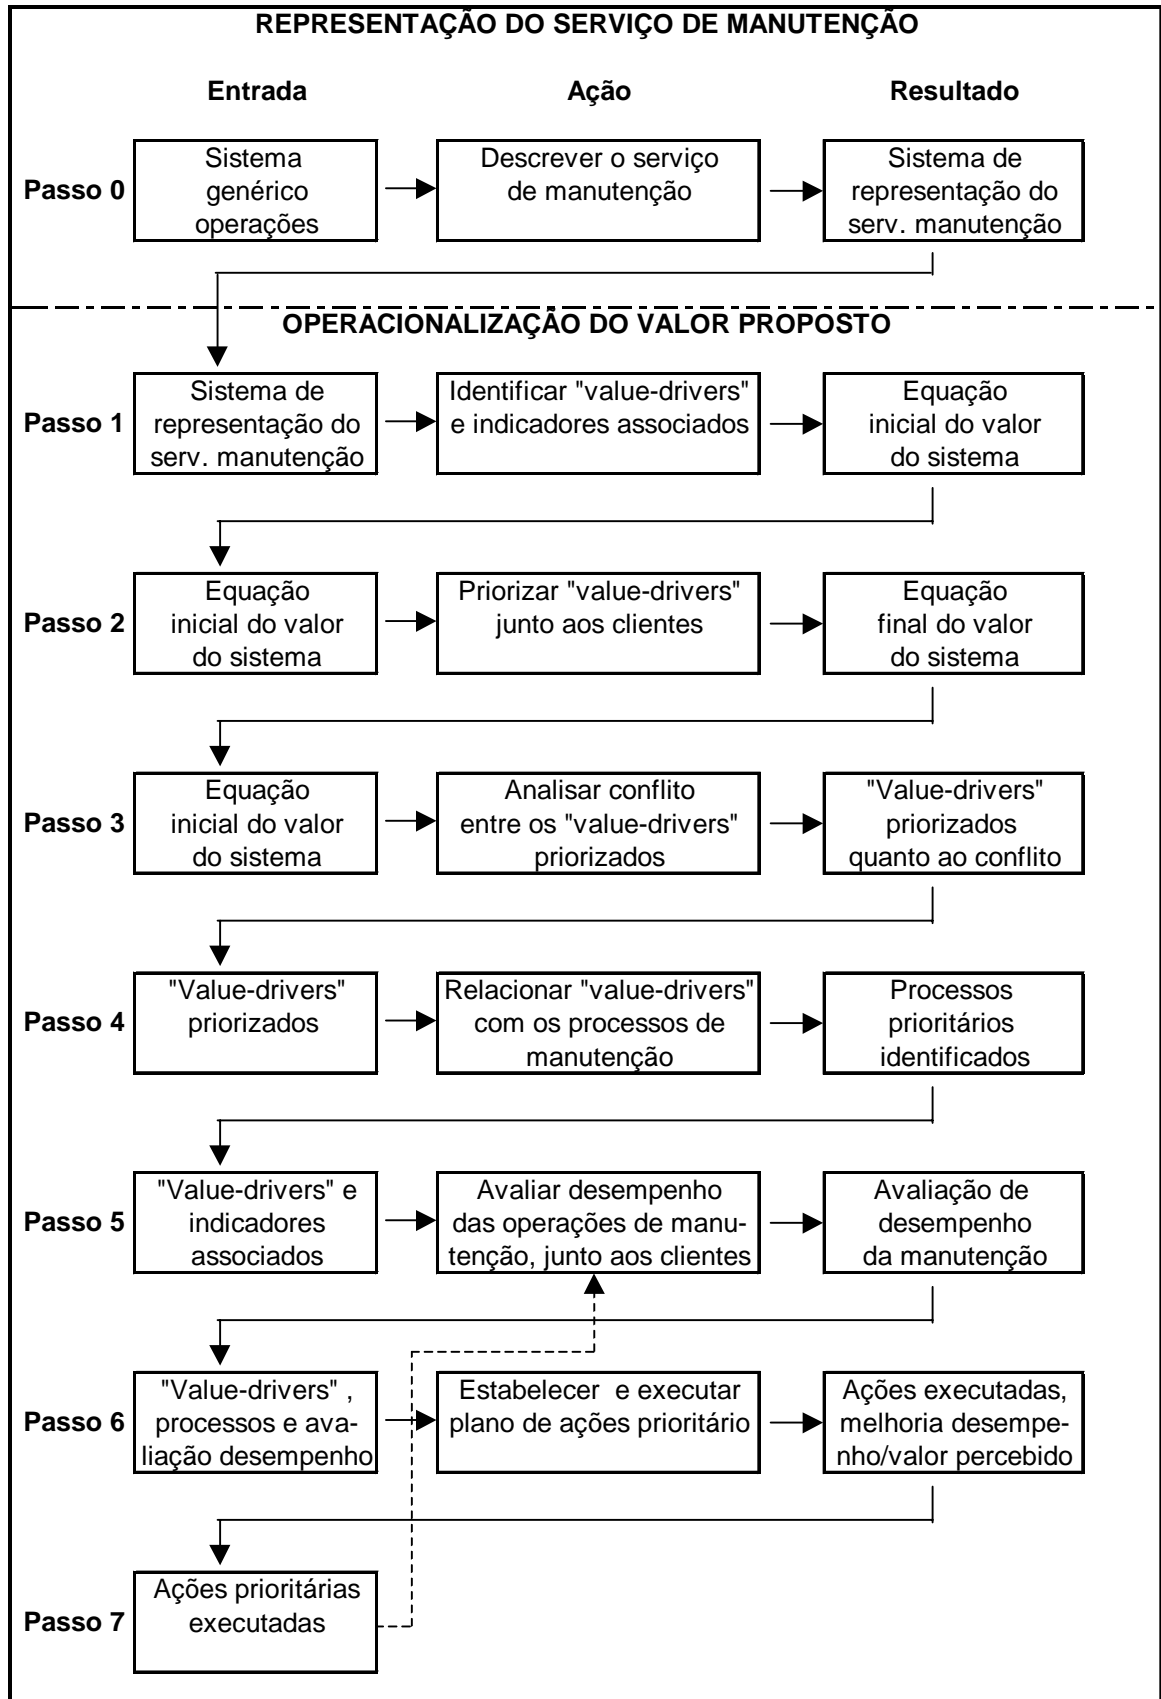 REPRESENTAÇÃO DO SERVIÇO DE MANUTENÇÃO
Entrada
Ação
Resultado
Passo 0
Sistema
genérico
operações
Descrever o serviço
de manutenção
Sistema de
representação do
serv. manutenção
OPERACIONALIZAÇÃO DO VALOR PROPOSTO
Passo 1
Sistema de
representação do
serv. manutenção
Identificar "value-drivers"
e indicadores associados
Equação
inicial do valor
do sistema
Passo 2
Equação
inicial do valor
do sistema
Priorizar "value-drivers"
junto aos clientes
Equação
final do valor
do sistema
Passo 3
Equação
inicial do valor
do sistema
Analisar conflito
entre os "value-drivers"
priorizados
"Value-drivers"
priorizados
quanto ao conflito
Passo 4
"Value-drivers"
priorizados
Relacionar "value-drivers"
com os processos de
manutenção
Processos
prioritários
identificados
Passo 5
"Value-drivers" e
indicadores
associados
Avaliar desempenho
das operações de manu-
tenção, junto aos clientes
Avaliação de
desempenho
da manutenção
Passo 6
"Value-drivers" ,
processos e ava-
liação desempenho
Estabelecer e executar
plano de ações prioritário
Ações executadas,
melhoria desempe-
nho/valor percebido
Passo 7
Ações prioritárias
executadas